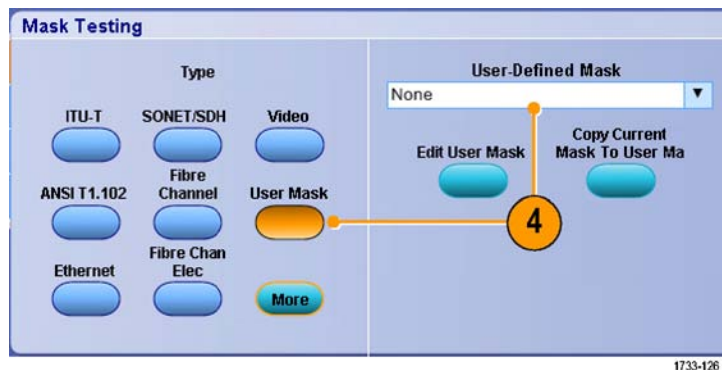 Mask Testing
Type
ITU-T
SONET/SDH
Video
ANSI T1.102
Fibre
Channel
User Mask
Ethernet
Fibre Chan
Elec
More
User-Defined Mask
None
Edit User Mask
Copy Current
Mask To User Ma
4
1733-126